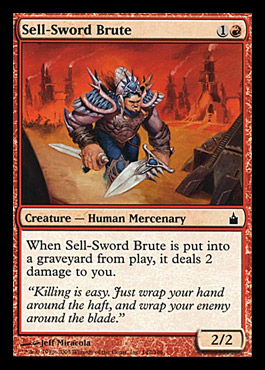 Sell-Sword Brute 1
Creature — Human Mercenary
When Sell-Sword Brute is put
into a graveyard from play, it deals 2
damage to you.
"Killing is easy. Just wrap your hand
around the haft, and wrap your enemy
around the blade."
Jeff Miracola
2/2